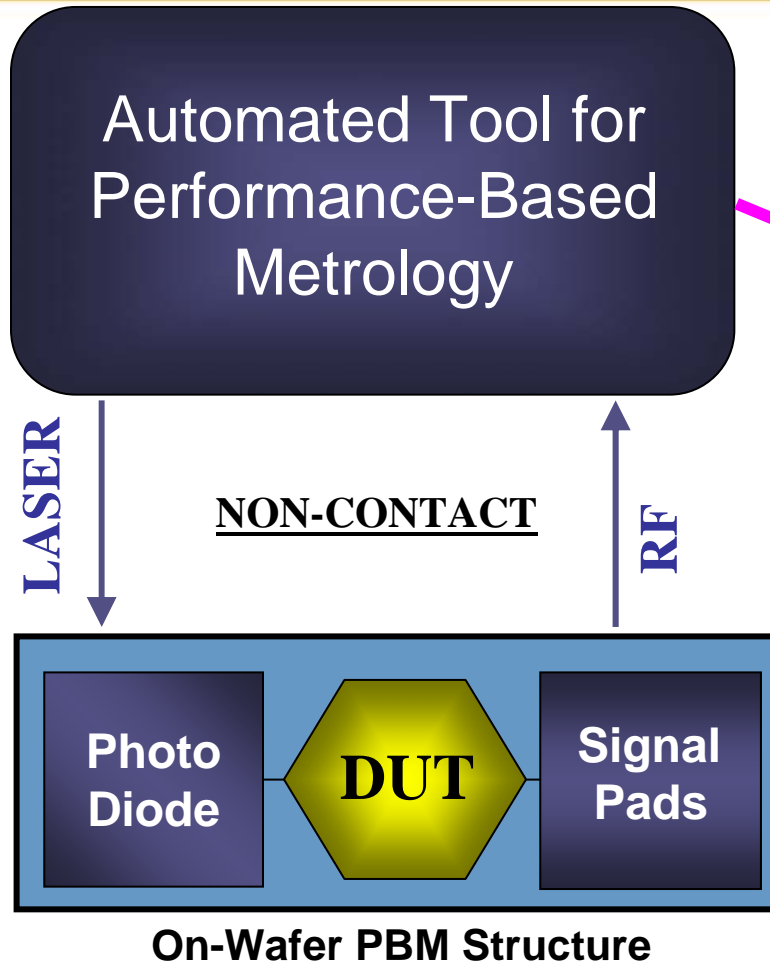 Automated Tool for
Performance-Based
Metrology
LASER
NON-CONTACT
RF
Photo
Diode
DUT
Signal
Pads
On-Wafer PBM Structure